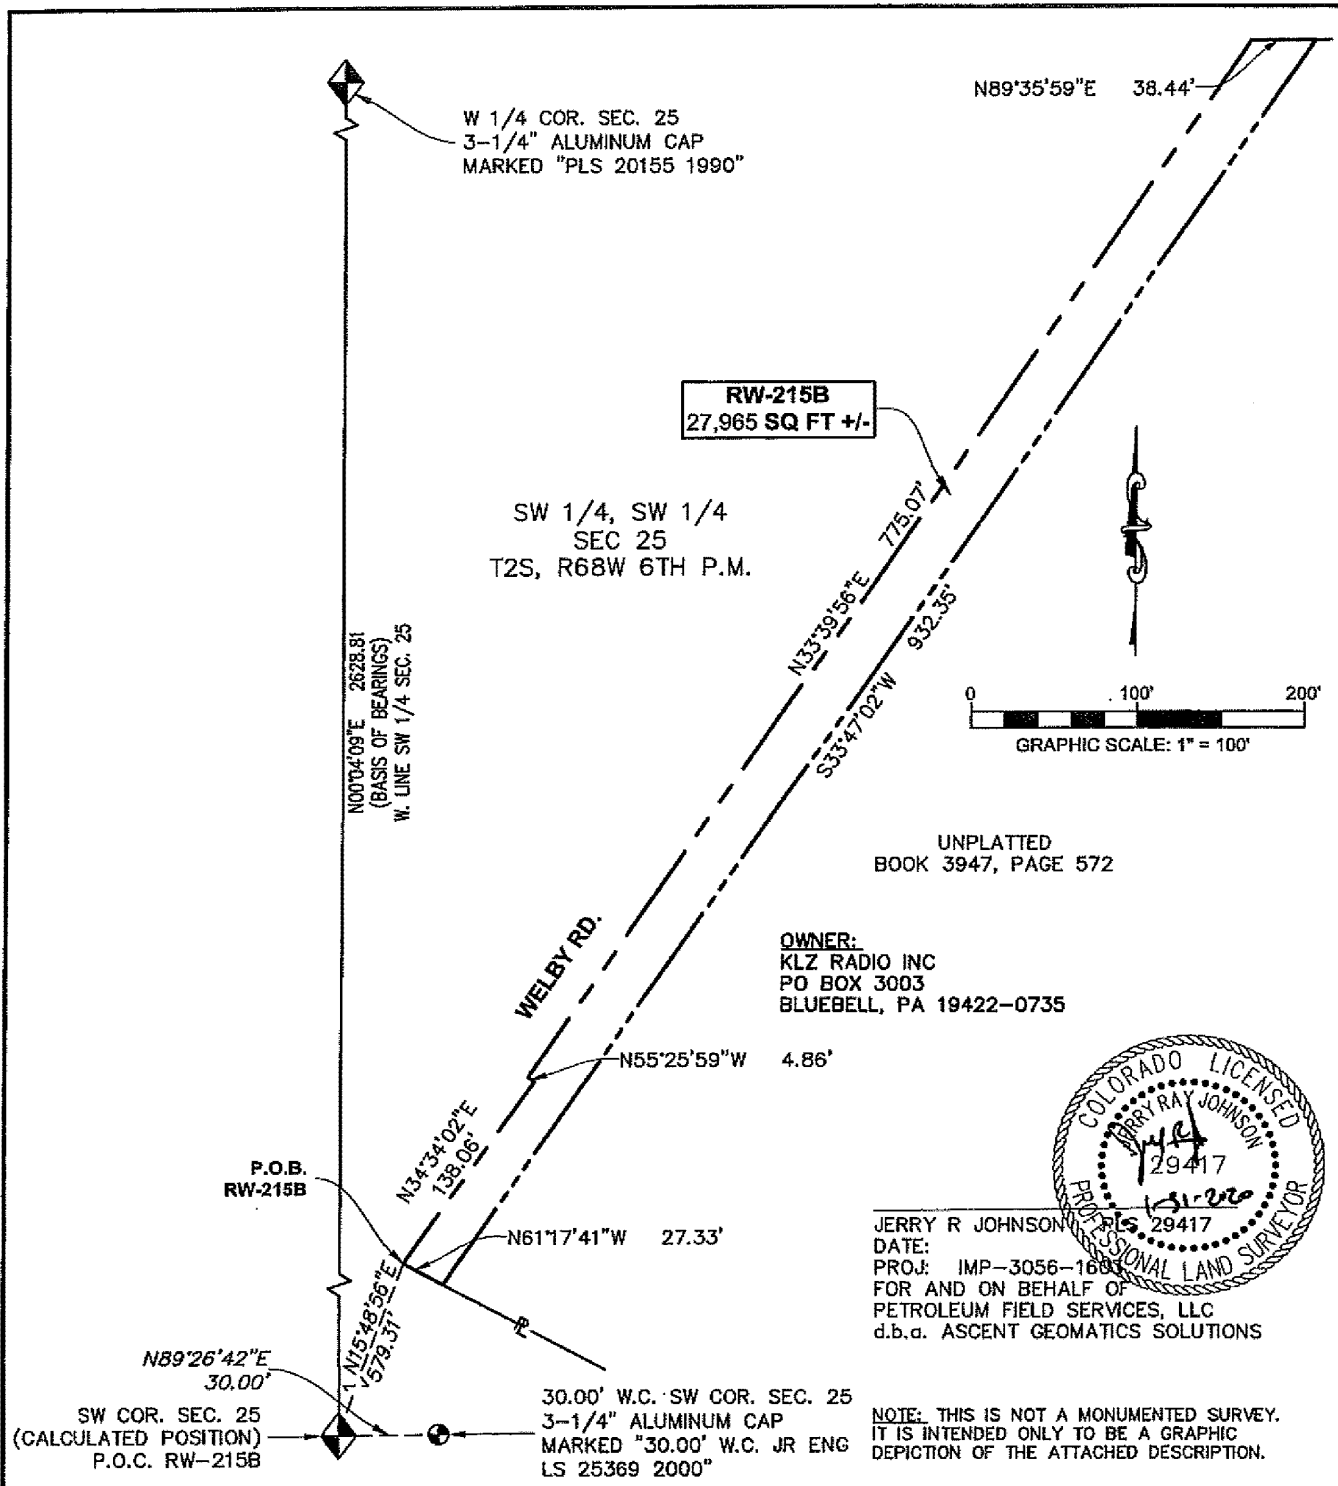 N89°35'59"E 38.44'
W 1/4 COR. SEC. 25
3-1/4" ALUMINUM CAP
MARKED "PLS 20155 1990"
RW-215B
27,965 SQ FT +/-
SW 1/4, SW 1/4
SEC 25
T2S, R68W 6TH P.M.
775.07'
N33°39'56"E
932.35'
S33°47'02"W
0 100' 200'
GRAPHIC SCALE: 1" = 100'
N00°04'09"E 2628.81
(BASIS OF BEARINGS)
W. LINE SW 1/4 SEC. 25
UNPLATTED
BOOK 3947, PAGE 572
WELBY RD.
OWNER:
KLZ RADIO INC
PO BOX 3003
BLUEBELL, PA 19422-0735
N55°25'59"W 4.86'
N34°34'02"E
138.06'
P.O.B.
RW-215B
N61°17'41"W 27.33'
COLORADO LICENSED
JERRY RAY JOHNSON
29417
1-31-2020
PROFESSIONAL LAND SURVEYOR
JERRY R JOHNSON, PLS 29417
DATE:
PROJ: IMP-3056-1603
FOR AND ON BEHALF OF
PETROLEUM FIELD SERVICES, LLC
d.b.a. ASCENT GEOMATICS SOLUTIONS
N15°48'56"E
579.31'
PL
N89°26'42"E
30.00'
SW COR. SEC. 25
(CALCULATED POSITION)
P.O.C. RW-215B
30.00' W.C. SW COR. SEC. 25
3-1/4" ALUMINUM CAP
MARKED "30.00' W.C. JR ENG
LS 25369 2000"
NOTE: THIS IS NOT A MONUMENTED SURVEY.
IT IS INTENDED ONLY TO BE A GRAPHIC
DEPICTION OF THE ATTACHED DESCRIPTION.